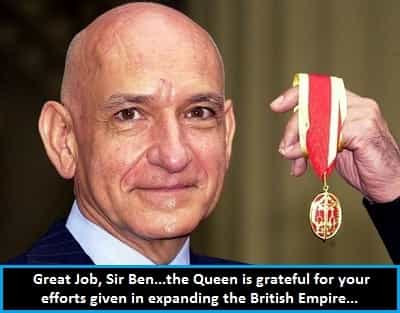 Great Job, Sir Ben...the Queen is grateful for your
efforts given in expanding the British Empire...